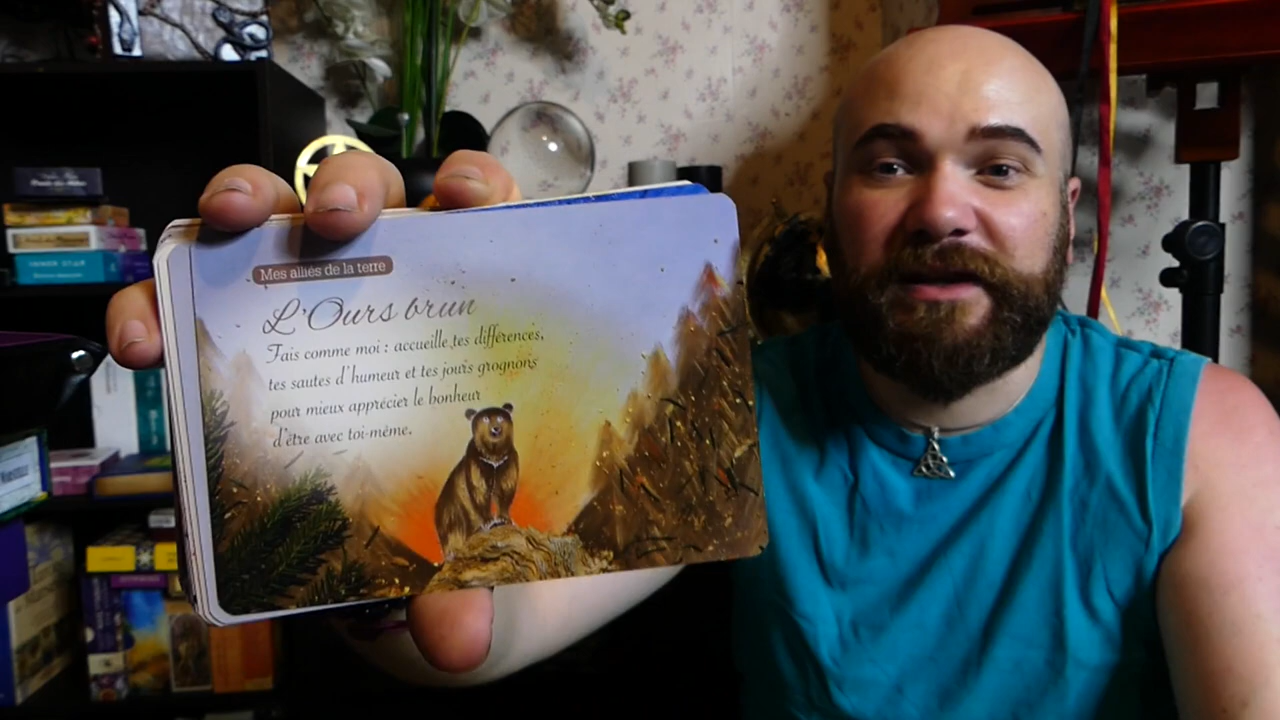 Mes alliés de la terre
L'Ours brun
Fais comme moi : accueille tes différences,
tes sautes d'humeur et tes jours grognons
pour mieux apprécier le bonheur
d'être avec toi-même.